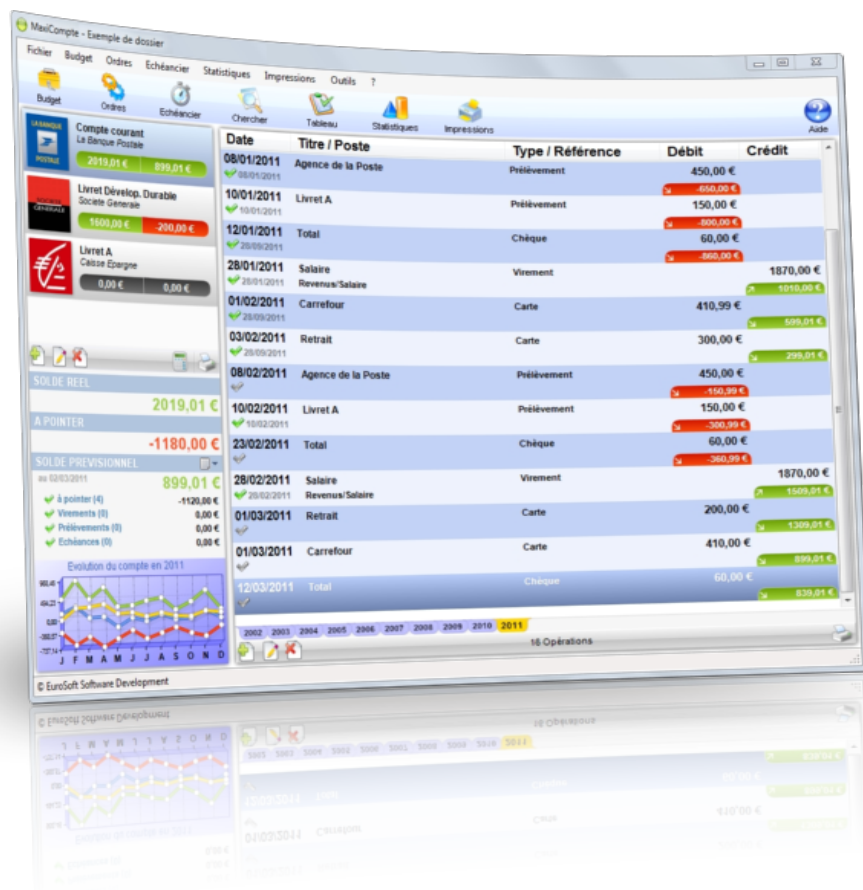 MexiCompte - Exemple de dossier
Fichier Budget Ordres Echéancier Statistiques Impressions Outils ?
Budget Ordres Echéancier Chercher Tableau Statistiques Impressions Aide
LA BANQUE POSTALE
Compte courant
La Banque Postale
2019,01 € 899,01 €
SOCIETE GENERALE
Livret Dévelop. Durable
Societe Generale
1600,00 € -200,00 €
Livret A
Caisse Epargne
0,00 € 0,00 €
SOLDE REEL
2019,01 €
A POINTER
-1180,00 €
SOLDE PREVISIONNEL
au 02/03/2011 899,01 €
à pointer (4) -1120,00 €
Virements (0) 0,00 €
Prélèvements (0) 0,00 €
Echéances (0) 0,00 €
Evolution du compte en 2011
0,00
J F M A M J J A S O N D
Date Titre / Poste Type / Référence Débit Crédit
08/01/2011 Agence de la Poste Prélèvement 450,00 €
08/01/2011 -650,00 €
10/01/2011 Livret A Prélèvement 150,00 €
10/01/2011 -800,00 €
12/01/2011 Total Chèque 60,00 €
28/09/2011 -860,00 €
28/01/2011 Salaire Virement 1870,00 €
28/01/2011 Revenus/Salaire 1010,00 €
01/02/2011 Carrefour Carte 410,99 €
28/09/2011 599,01 €
03/02/2011 Retrait Carte 300,00 €
28/09/2011 299,01 €
08/02/2011 Agence de la Poste Prélèvement 450,00 €
-150,99 €
10/02/2011 Livret A Prélèvement 150,00 €
10/02/2011 -300,99 €
23/02/2011 Total Chèque 60,00 €
-360,99 €
28/02/2011 Salaire Virement 1870,00 €
28/02/2011 Revenus/Salaire 1509,01 €
01/03/2011 Retrait Carte 200,00 €
1309,01 €
01/03/2011 Carrefour Carte 410,00 €
899,01 €
12/03/2011 Total Chèque 60,00 €
839,01 €
2002 2003 2004 2005 2006 2007 2008 2009 2010 2011
16 Opérations
© EuroSoft Software Development